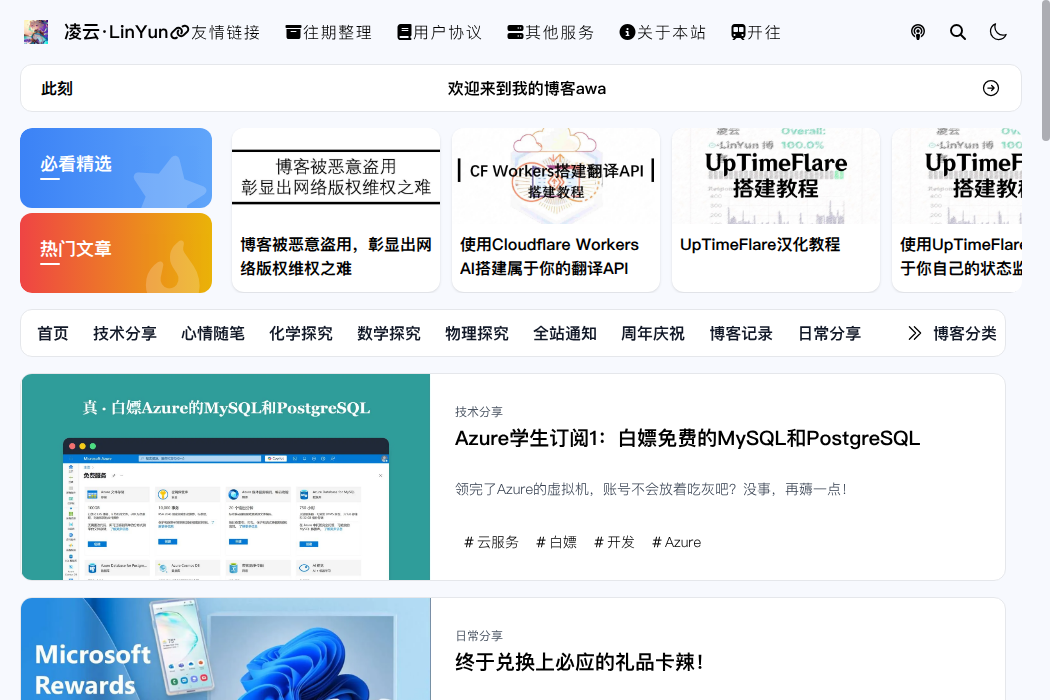 凌云·LinYun
友情链接 往期整理 用户协议 其他服务 关于本站 开往
此刻
欢迎来到我的博客awa
必看精选
热门文章
博客被恶意盗用
彰显出网络版权维权之难
博客被恶意盗用，彰显出网
络版权维权之难
CF Workers搭建翻译API
搭建教程
使用Cloudflare Workers
AI搭建属于你的翻译API
凌云 Overall:
-LinYun 博 100.0%
UpTimeFlare
搭建教程
UpTimeFlare汉化教程
凌云
-LinYun 博 100
UpTimeF
搭建教
使用UpTimeFlare
于你自己的状态监
首页 技术分享 心情随笔 化学探究 数学探究 物理探究 全站通知 周年庆祝 博客记录 日常分享 博客分类
真·白嫖Azure的MySQL和PostgreSQL
Microsoft Azure
免费服务
技术分享
Azure学生订阅1：白嫖免费的MySQL和PostgreSQL
领完了Azure的虚拟机，账号不会放着吃灰吧？没事，再薅一点！
# 云服务 # 白嫖 # 开发 # Azure
Microsoft
Rewards
日常分享
终于兑换上必应的礼品卡辣！